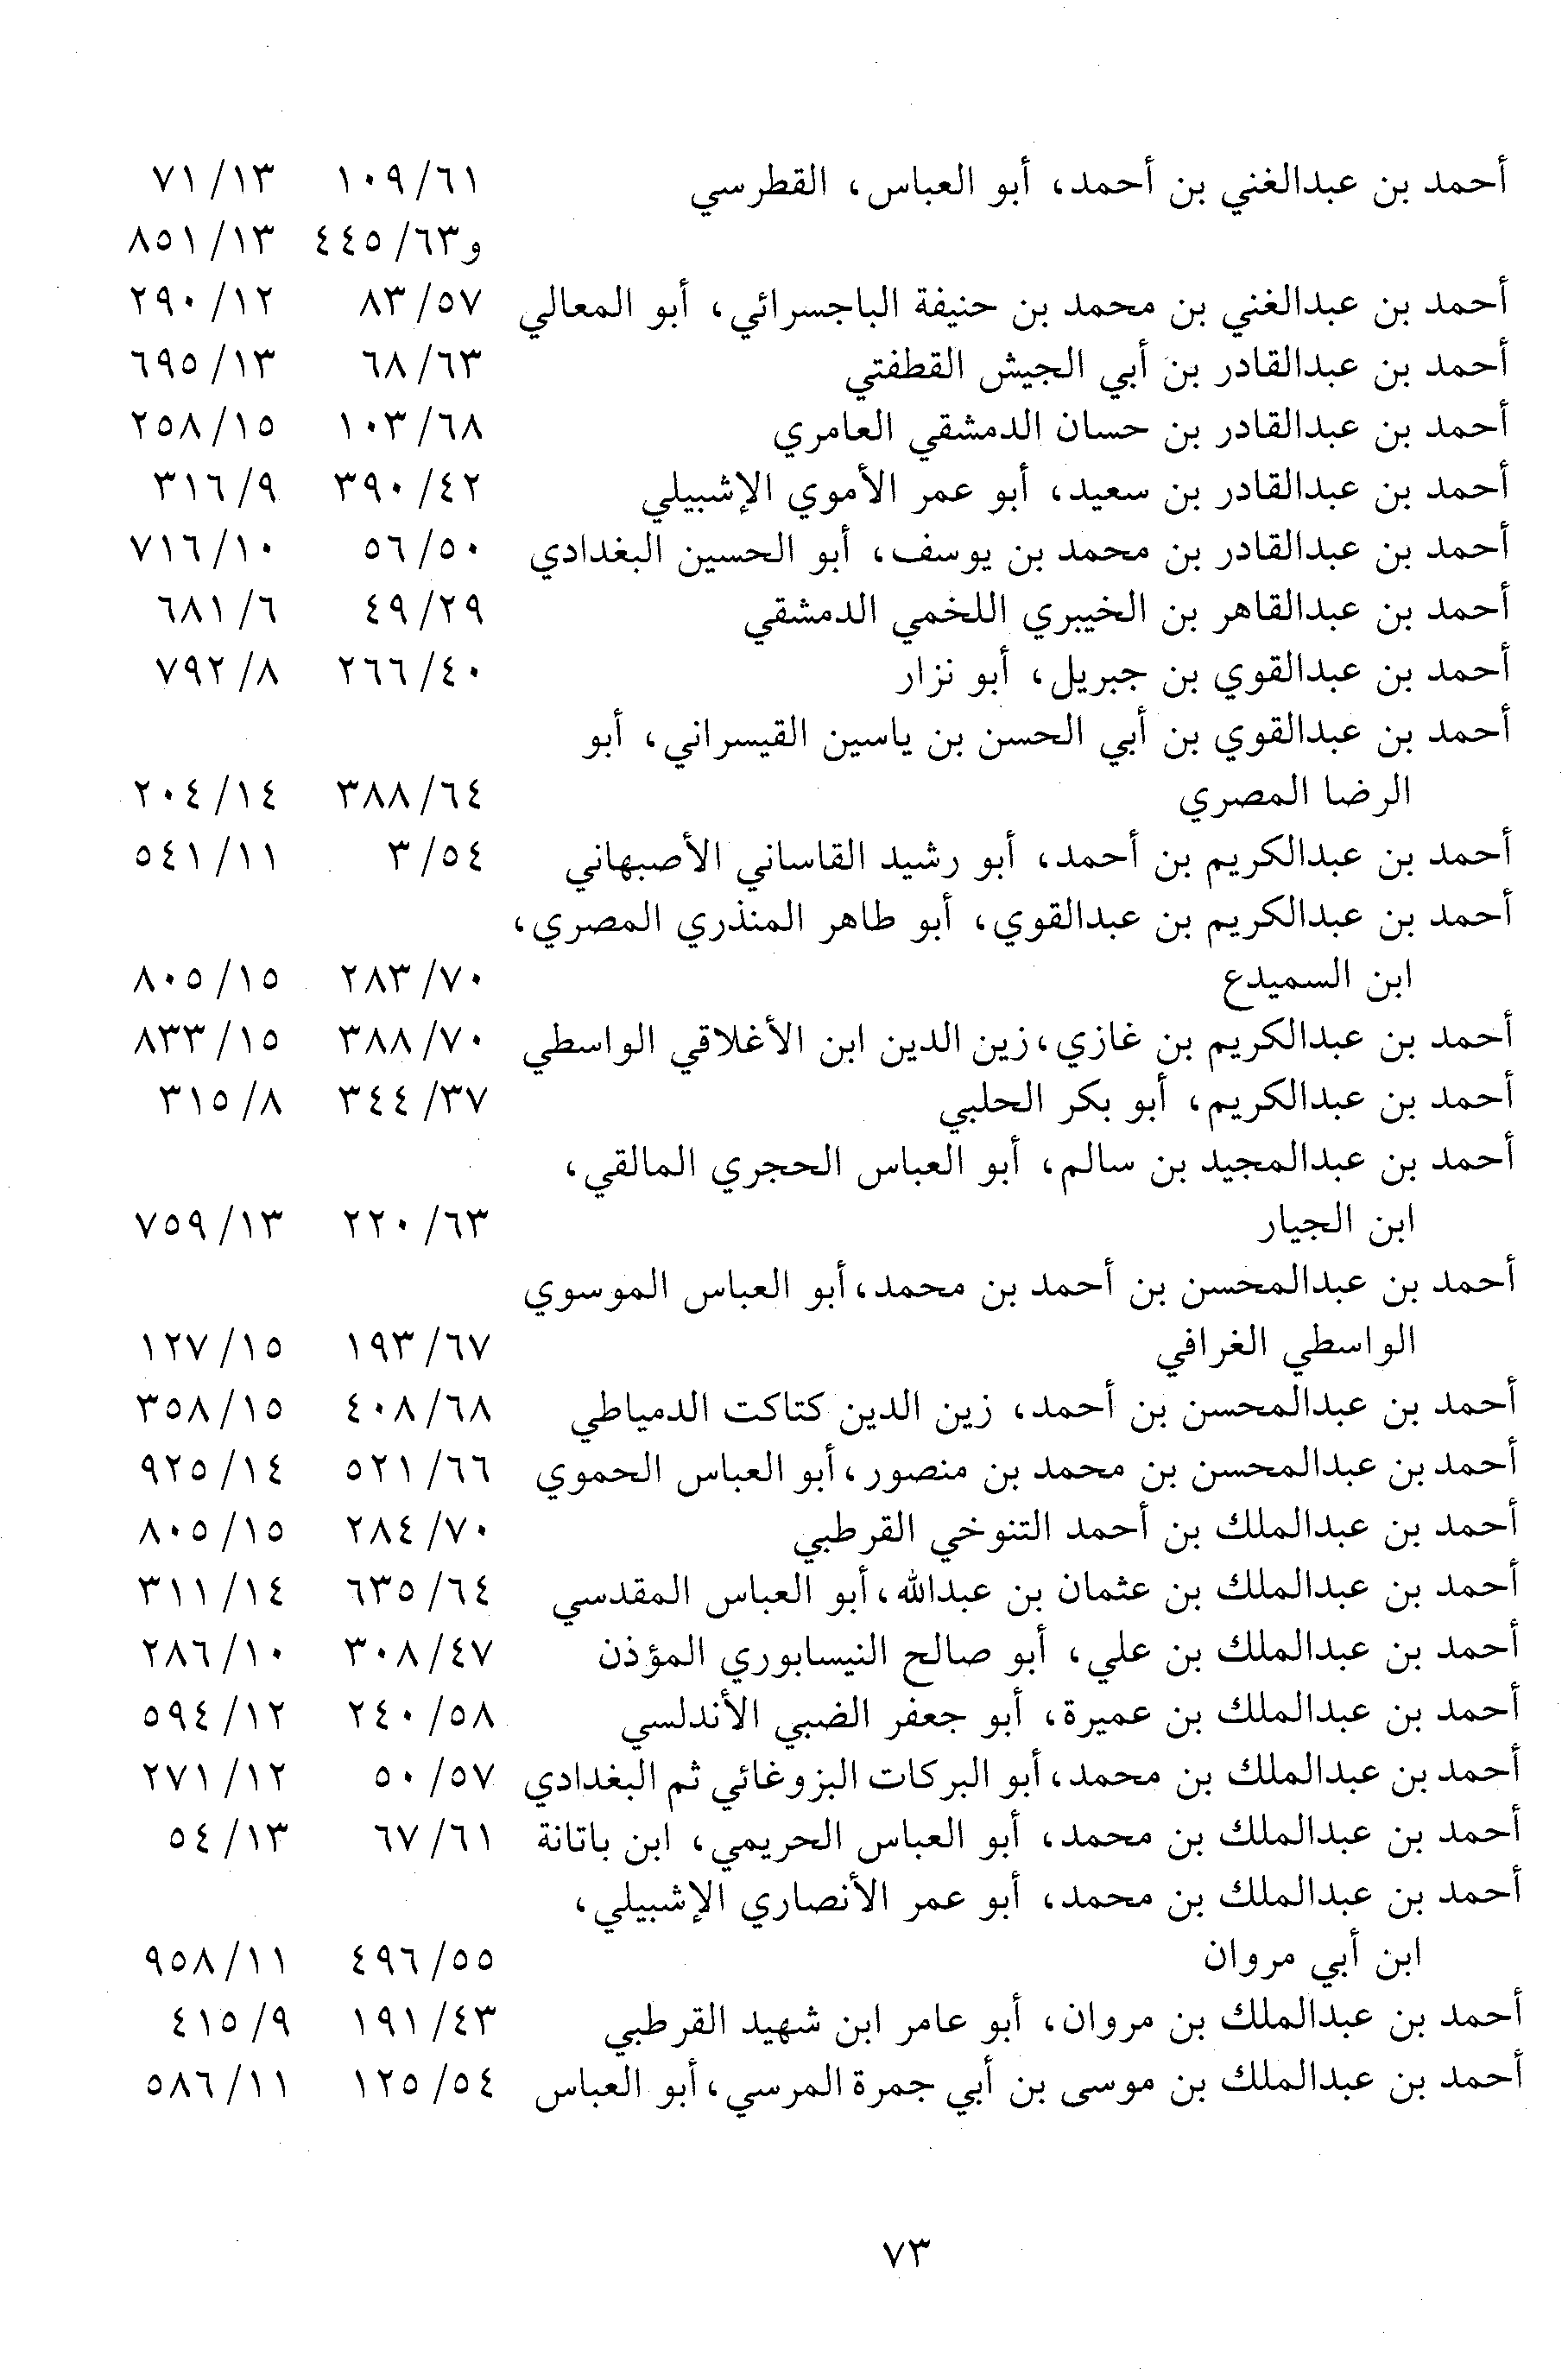 أحمد بن عبدالغني بن أحمد، أبو العباس، القطرسي ٦١/ ١٠٩ ١٣/ ٧١
و٦٣/ ٤٤٥ ١٣/ ٨٥١
أحمد بن عبدالغني بن محمد بن حنيفة الباجسرائي، أبو المعالي ٥٧/ ٨٣ ١٢/ ٢٩٠
أحمد بن عبدالقادر بن أبي الجيش القطفتي ٦٣/ ٦٨ ١٣/ ٦٩٥
أحمد بن عبدالقادر بن حسان الدمشقي العامري ٦٨/ ١٠٣ ١٥/ ٢٥٨
أحمد بن عبدالقادر بن سعيد، أبو عمر الأموي الإشبيلي ٤٢/ ٣٩٠ ٩/ ٣١٦
أحمد بن عبدالقادر بن محمد بن يوسف، أبو الحسين البغدادي ٥٠/ ٥٦ ١٠/ ٧١٦
أحمد بن عبدالقاهر بن الخيبري اللخمي الدمشقي ٢٩/ ٤٩ ٦/ ٦٨١
أحمد بن عبدالقوي بن جبريل، أبو نزار ٤٠/ ٢٦٦ ٨/ ٧٩٢
أحمد بن عبدالقوي بن أبي الحسن بن ياسين القيسراني، أبو
الرضا المصري ٦٤/ ٣٨٨ ١٤/ ٢٠٤
أحمد بن عبدالكريم بن أحمد، أبو رشيد القاساني الأصبهاني ٥٤/ ٣ ١١/ ٥٤١
أحمد بن عبدالكريم بن عبدالقوي، أبو طاهر المنذري المصري،
ابن السميدع ٧٠/ ٢٨٣ ١٥/ ٨٠٥
أحمد بن عبدالكريم بن غازي، زين الدين ابن الأغلاقي الواسطي ٧٠/ ٣٨٨ ١٥/ ٨٣٣
أحمد بن عبدالكريم، أبو بكر الحلبي ٣٧/ ٣٤٤ ٨/ ٣١٥
أحمد بن عبدالمجيد بن سالم، أبو العباس الحجري المالقي،
ابن الجيار ٦٣/ ٢٢٠ ١٣/ ٧٥٩
أحمد بن عبدالمحسن بن أحمد بن محمد، أبو العباس الموسوي
الواسطي الغرافي ٦٧/ ١٩٣ ١٥/ ١٢٧
أحمد بن عبدالمحسن بن أحمد، زين الدين كتاكت الدمياطي ٦٨/ ٤٠٨ ١٥/ ٣٥٨
أحمد بن عبدالمحسن بن محمد بن منصور، أبو العباس الحموي ٦٦/ ٥٢١ ١٤/ ٩٢٥
أحمد بن عبدالملك بن أحمد التنوخي القرطبي ٧٠/ ٢٨٤ ١٥/ ٨٠٥
أحمد بن عبدالملك بن عثمان بن عبدالله، أبو العباس المقدسي ٦٤/ ٦٣٥ ١٤/ ٣١١
أحمد بن عبدالملك بن علي، أبو صالح النيسابوري المؤذن ٤٧/ ٣٠٨ ١٠/ ٢٨٦
أحمد بن عبدالملك بن عميرة، أبو جعفر الضبي الأندلسي ٥٨/ ٢٤٠ ١٢/ ٥٩٤
أحمد بن عبدالملك بن محمد، أبو البركات البزوغائي ثم البغدادي ٥٧/ ٥٠ ١٢/ ٢٧١
أحمد بن عبدالملك بن محمد، أبو العباس الحريمي، ابن باتانة ٦١/ ٦٧ ١٣/ ٥٤
أحمد بن عبدالملك بن محمد، أبو عمر الأنصاري الإشبيلي،
ابن أبي مروان ٥٥/ ٤٩٦ ١١/ ٩٥٨
أحمد بن عبدالملك بن مروان، أبو عامر ابن شهيد القرطبي ٤٣/ ١٩١ ٩/ ٤١٥
أحمد بن عبدالملك بن موسى بن أبي جمرة المرسي، أبو العباس ٥٤/ ١٢٥ ١١/ ٥٨٦
٧٣